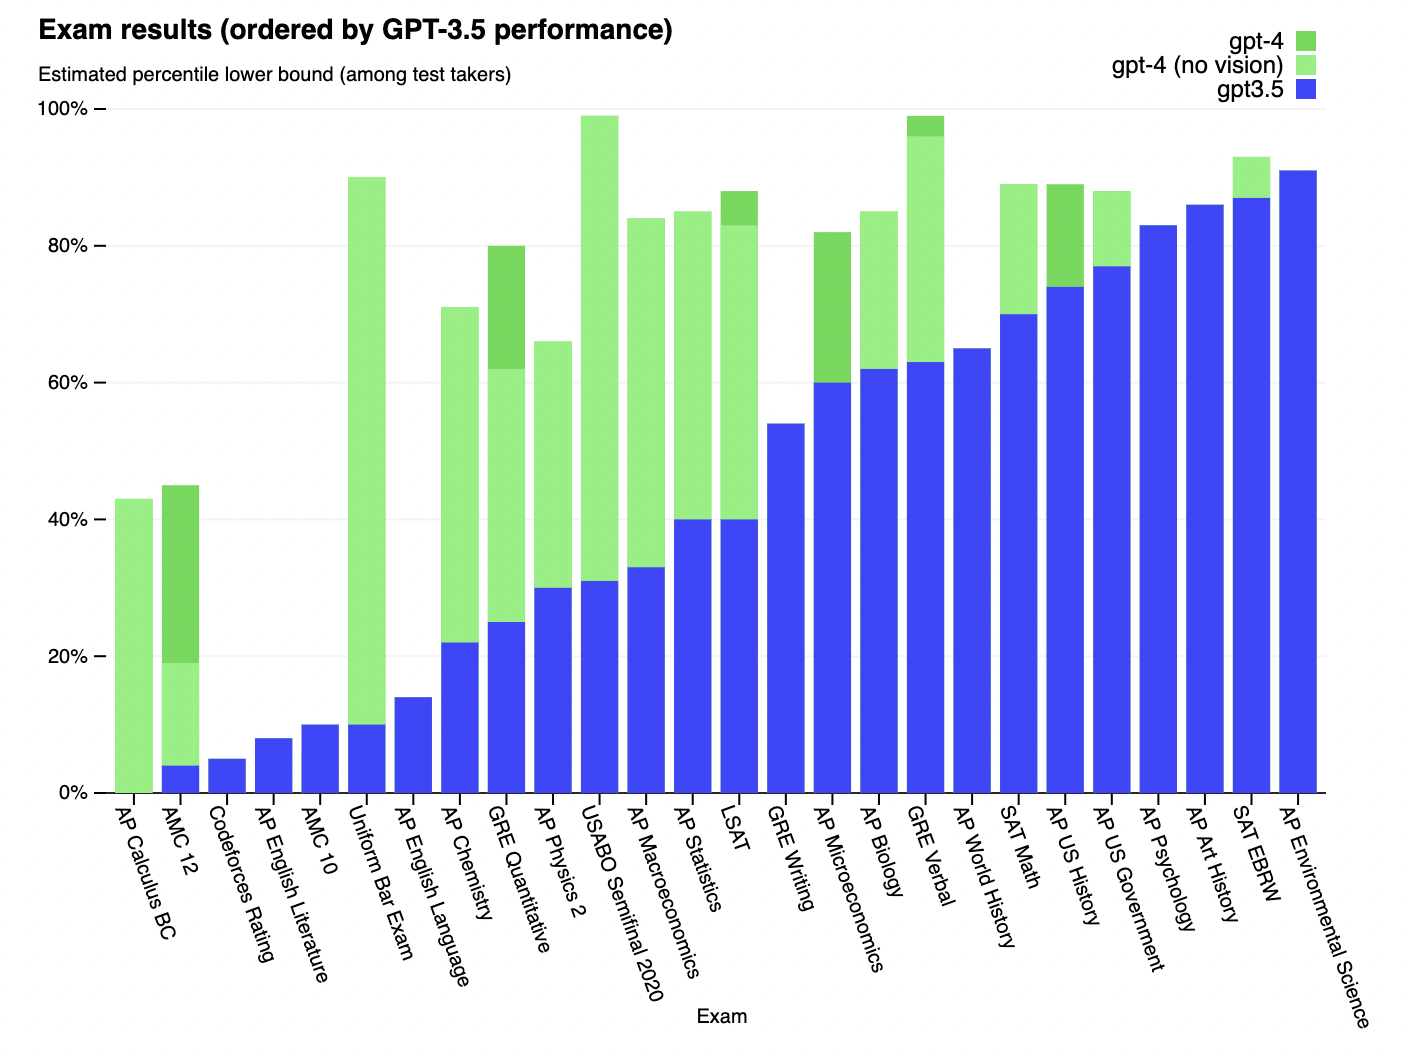 Exam results (ordered by GPT-3.5 performance)
Estimated percentile lower bound (among test takers)
gpt-4
gpt-4 (no vision)
gpt3.5
100%
80%
60%
40%
20%
0%
AP Calculus BC
AMC 12
Codeforces Rating
AP English Literature
AMC 10
Uniform Bar Exam
AP English Language
AP Chemistry
GRE Quantitative
AP Physics 2
USABO Semifinal 2020
AP Macroeconomics
AP Statistics
LSAT
GRE Writing
AP Microeconomics
AP Biology
GRE Verbal
AP World History
SAT Math
AP US History
AP US Government
AP Psychology
AP Art History
SAT EBRW
AP Environmental Science
Exam